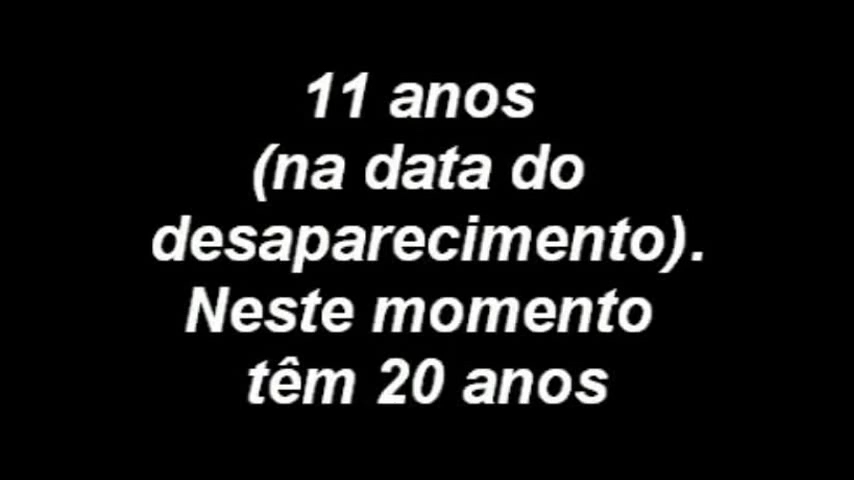 11 anos
(na data do
desaparecimento).
Neste momento
têm 20 anos